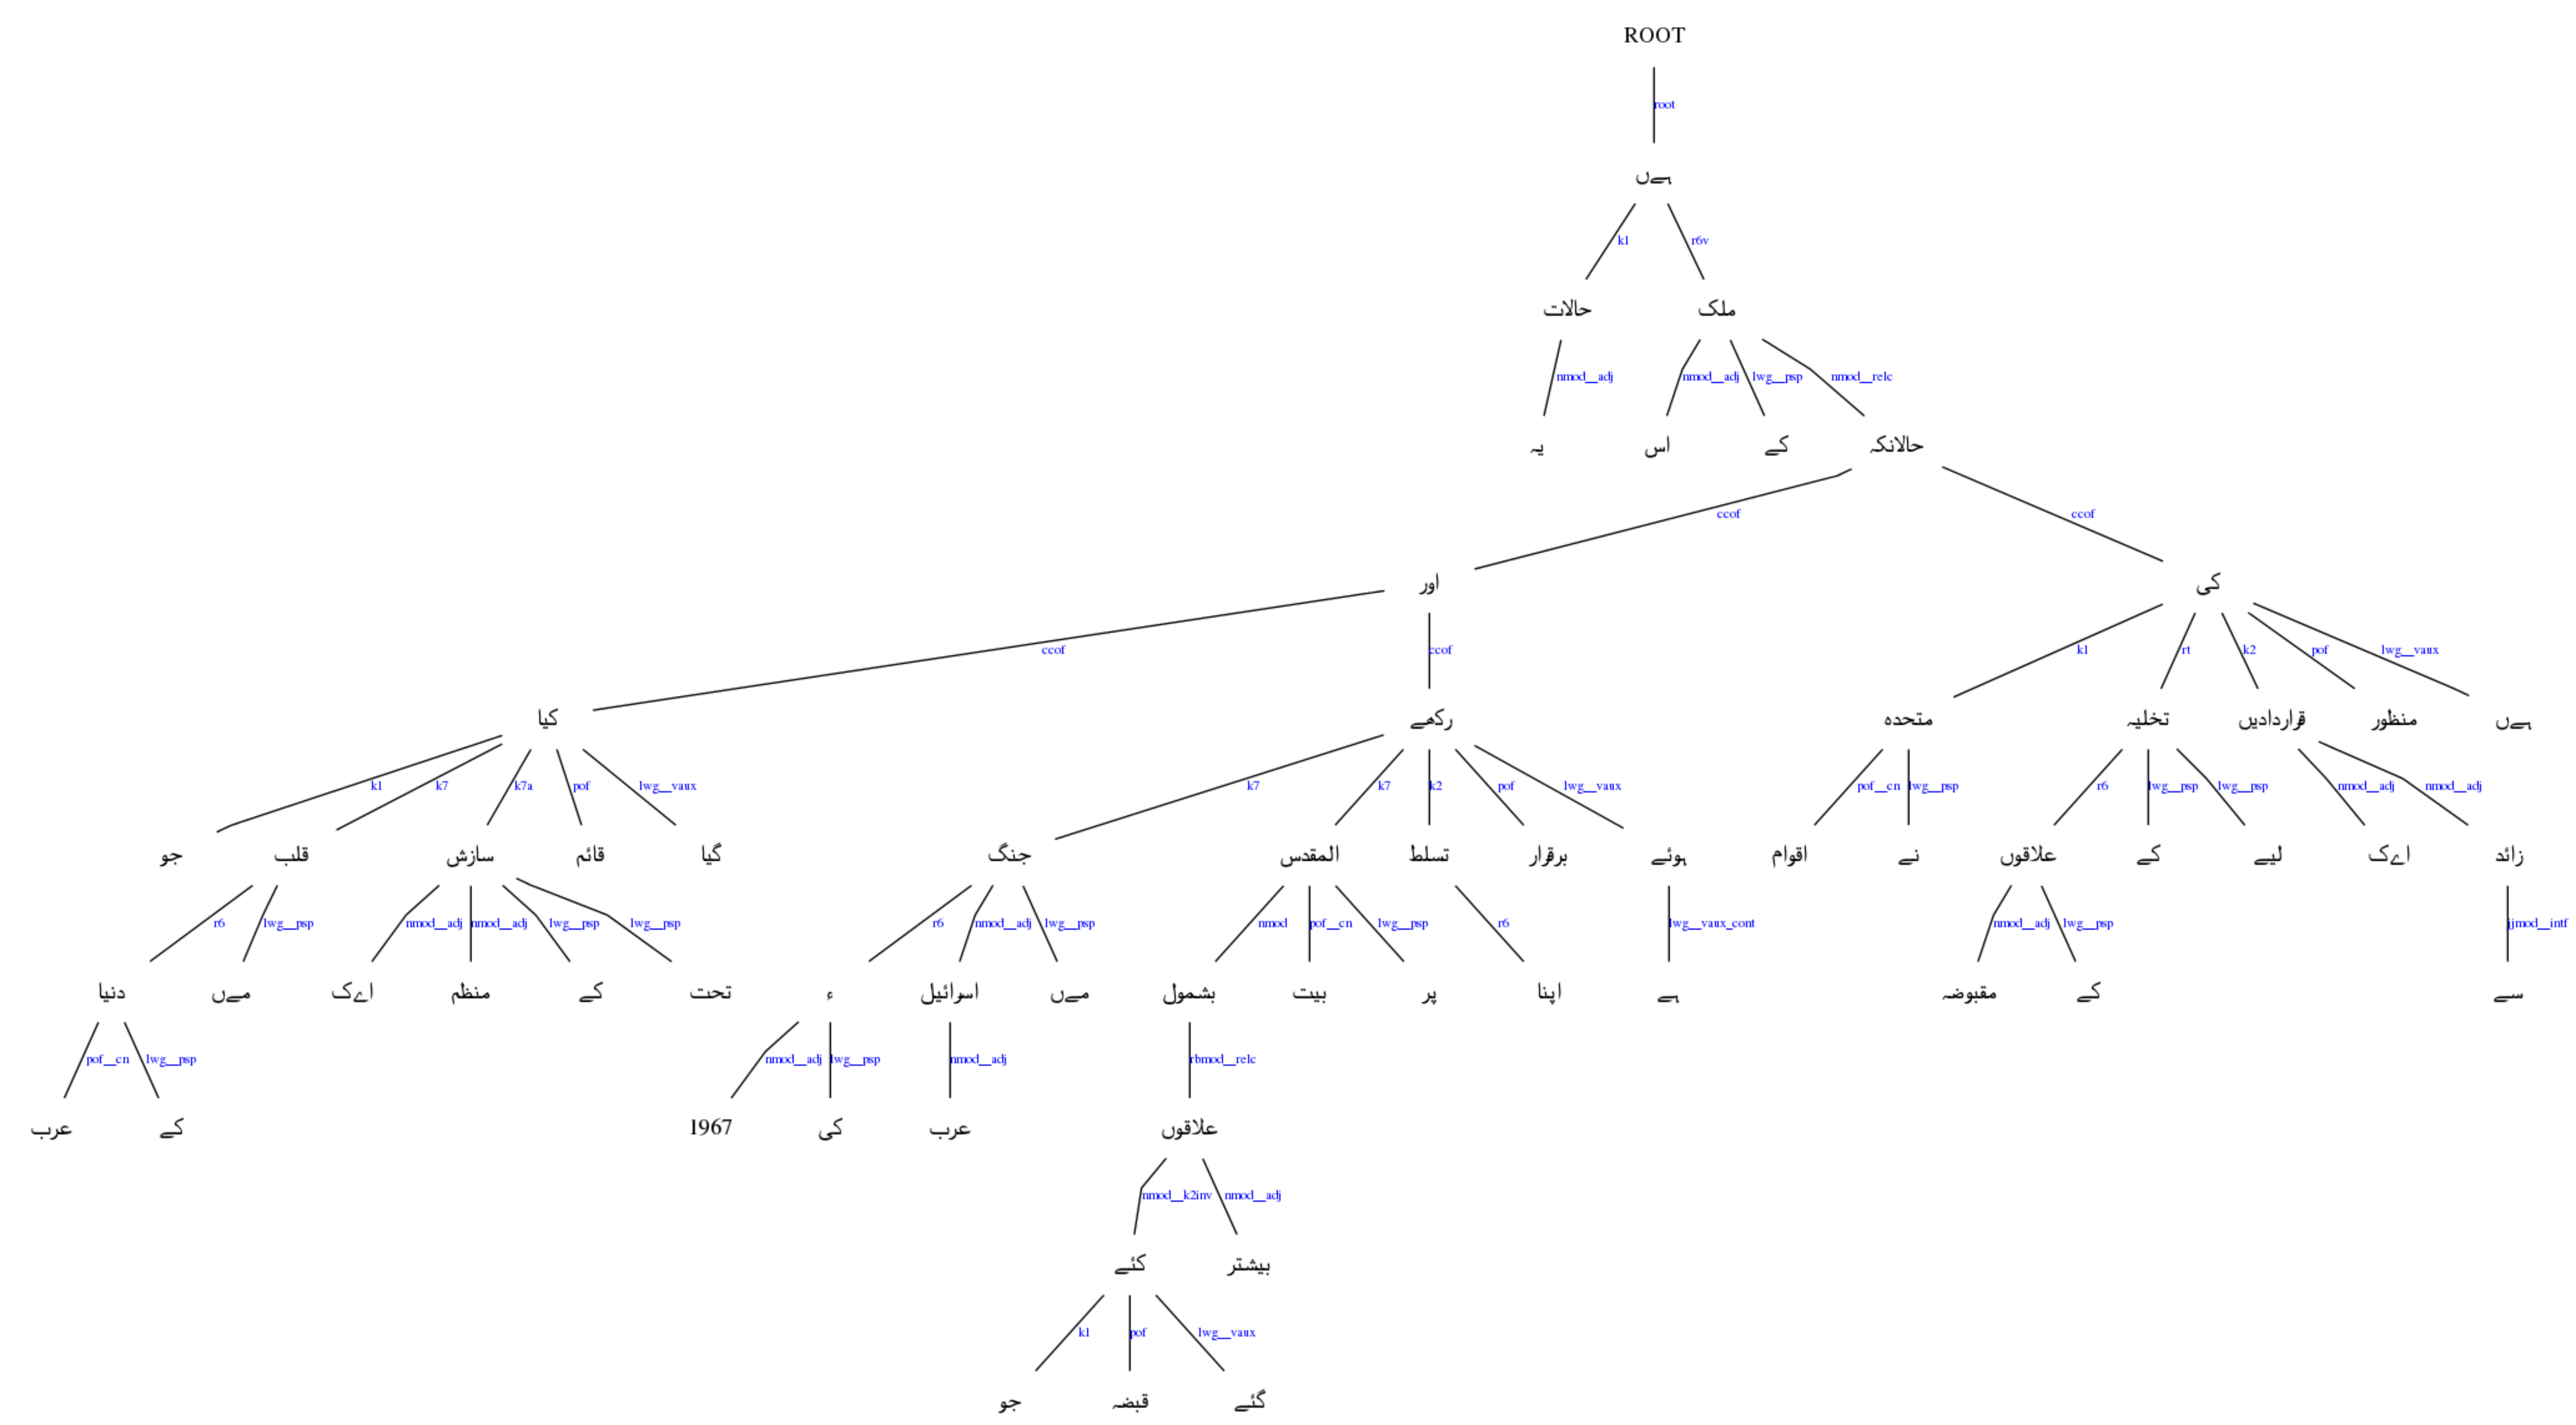 ROOT
root
ہےں
k1 r6v
حالات ملک
nmod__adj nmod__adj lwg__psp nmod__relc
یہ اس کے حالانکہ
ccof ccof
اور کی
ccof ccof k1 rt k2 pof lwg__vaux
کیا رکھے متحدہ تخلیہ قراردادیں منظور ہےں
k1 k7 k7a pof lwg__vaux k7 k7 k2 pof lwg__vaux pof__cn lwg__psp r6 lwg__psp lwg__psp nmod__adj nmod__adj
جو قلب سازش قائم گیا جنگ المقدس تسلط برقرار ہوئے اقوام نے علاقوں کے لیے اےک زائد
r6 lwg__psp nmod__adj nmod__adj lwg__psp lwg__psp r6 nmod__adj lwg__psp nmod pof__cn lwg__psp r6 lwg__vaux_cont nmod__adj lwg__psp jjmod__intf
دنیا مےں اےک منظم کے تحت ء اسرائیل مےں بشمول بیت پر اپنا ہے مقبوضہ کے سے
pof__cn lwg__psp nmod__adj lwg__psp nmod__adj rbmod__relc
عرب کے 1967 کی عرب علاقوں
nmod__k2inv nmod__adj
کئے بیشتر
k1 pof lwg__vaux
جو قبضہ گئے